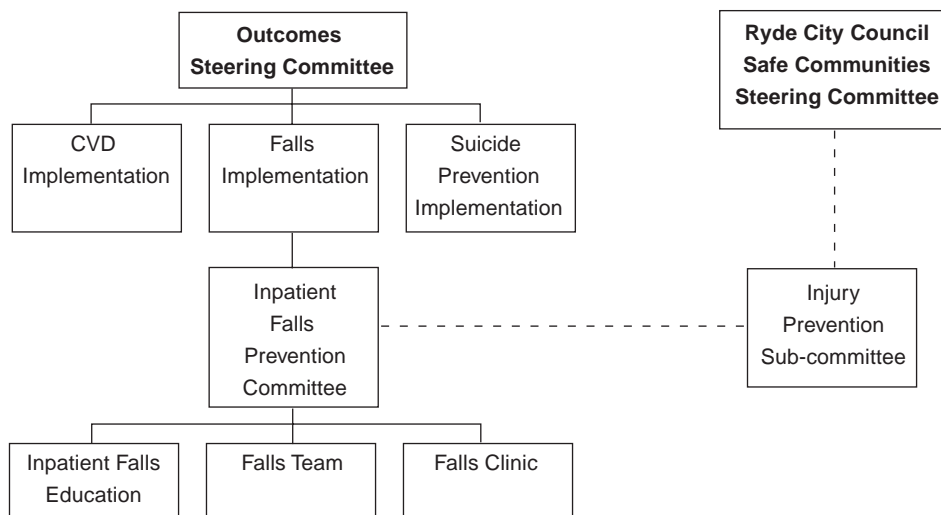 Outcomes
Steering Committee
Ryde City Council
Safe Communities
Steering Committee
CVD
Implementation
Falls
Implementation
Suicide
Prevention
Implementation
Inpatient
Falls
Prevention
Committee
Injury
Prevention
Sub-committee
Inpatient Falls
Education
Falls Team
Falls Clinic